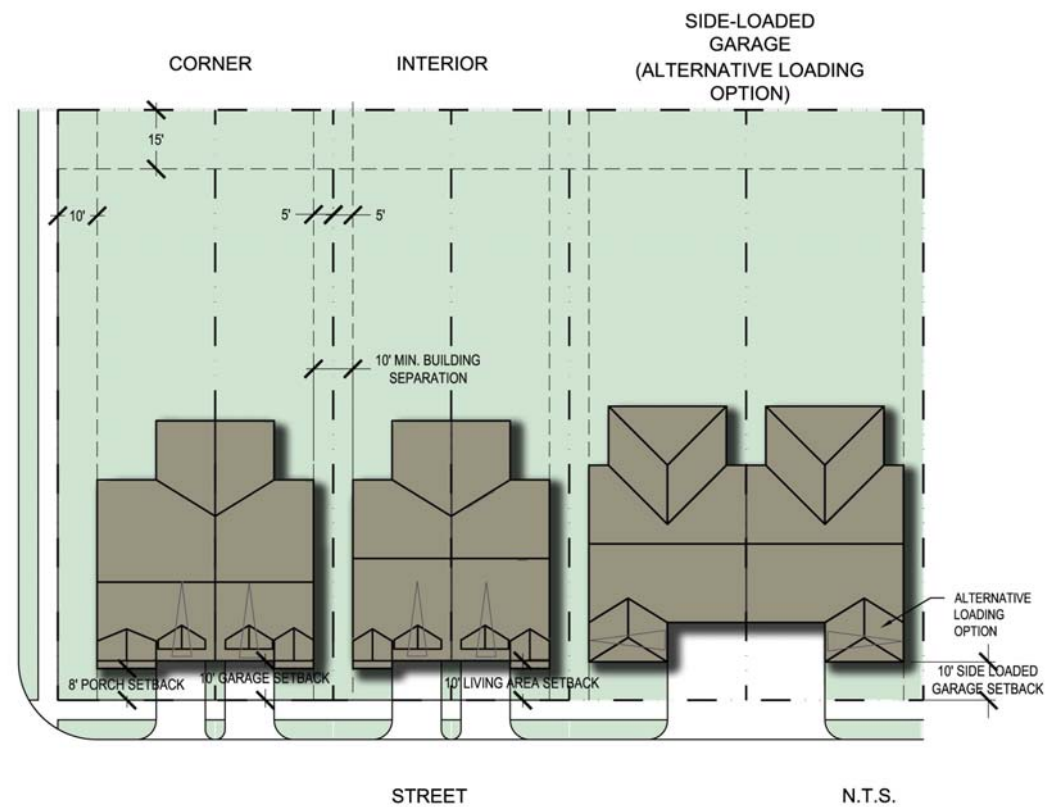 SIDE-LOADED
GARAGE
(ALTERNATIVE LOADING
OPTION)
CORNER
INTERIOR
15'
10'
5'
5'
10' MIN. BUILDING
SEPARATION
ALTERNATIVE
LOADING
OPTION
8' PORCH SETBACK
10' GARAGE SETBACK
10' LIVING AREA SETBACK
10' SIDE LOADED
GARAGE SETBACK
STREET
N.T.S.